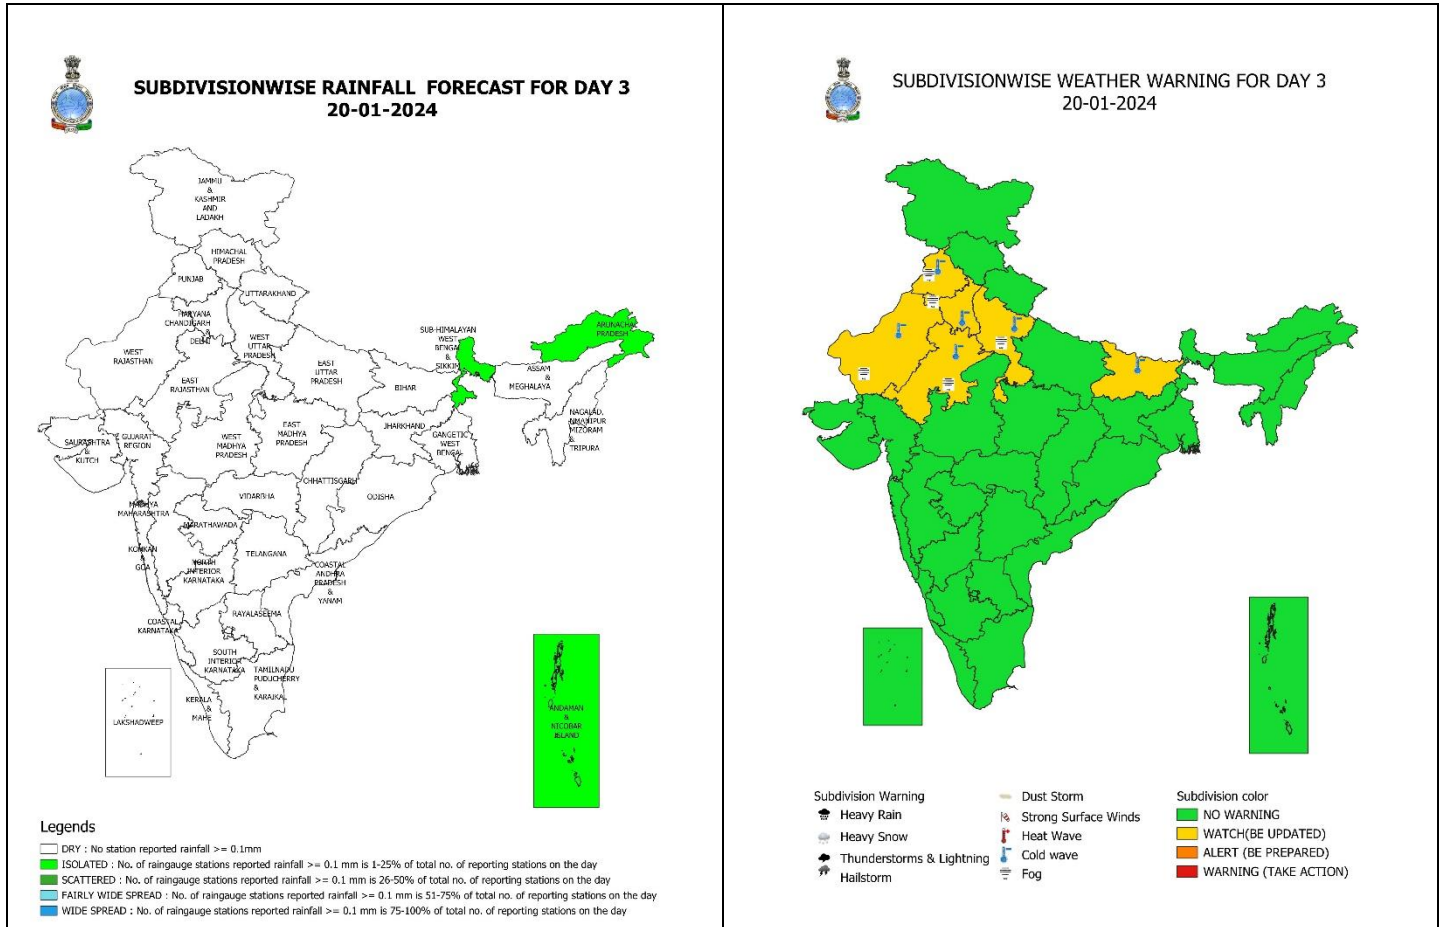 SUBDIVISIONWISE RAINFALL FORECAST FOR DAY 3
20-01-2024
JAMMU
&
KASHMIR
AND
LADAKH
HIMACHAL
PRADESH
PUNJAB
UTTARAKHAND
HARYANA
CHANDIGARH
&
DELHI
WEST
UTTAR
PRADESH
SUB-HIMALAYAN
WEST
BENGAL
&
SIKKIM
ARUNACHAL
PRADESH
WEST
RAJASTHAN
EAST
RAJASTHAN
EAST
UTTAR
PRADESH
BIHAR
ASSAM
&
MEGHALAYA
NAGALAD,
MANIPUR
MIZORAM
&
TRIPURA
SAURASHTRA
&
KUTCH
GUJARAT
REGION
WEST
MADHYA
PRADESH
EAST
MADHYA
PRADESH
JHARKHAND
GANGETIC
WEST
BENGAL
CHHATTISGARH
ODISHA
VIDARBHA
MADHYA
MAHARASHTRA
MARATHAWADA
KONKAN
&
GOA
NORTH
INTERIOR
KARNATAKA
TELANGANA
COASTAL
ANDHRA
PRADESH
&
YANAM
RAYALASEEMA
COASTAL
KARNATAKA
SOUTH
INTERIOR
KARNATAKA
TAMILNADU
PUDUCHERRY
&
KARAIKAL
KERALA
&
MAHE
LAKSHADWEEP
ANDAMAN
&
NICOBAR
ISLAND
Legends
DRY : No station reported rainfall >= 0.1mm
ISOLATED : No. of raingauge stations reported rainfall >= 0.1 mm is 1-25% of total no. of reporting stations on the day
SCATTERED : No. of raingauge stations reported rainfall >= 0.1 mm is 26-50% of total no. of reporting stations on the day
FAIRLY WIDE SPREAD : No. of raingauge stations reported rainfall >= 0.1 mm is 51-75% of total no. of reporting stations on the day
WIDE SPREAD : No. of raingauge stations reported rainfall >= 0.1 mm is 75-100% of total no. of reporting stations on the day
SUBDIVISIONWISE WEATHER WARNING FOR DAY 3
20-01-2024
Subdivision Warning
Heavy Rain
Heavy Snow
Thunderstorms & Lightning
Hailstorm
Dust Storm
Strong Surface Winds
Heat Wave
Cold wave
Fog
Subdivision color
NO WARNING
WATCH(BE UPDATED)
ALERT (BE PREPARED)
WARNING (TAKE ACTION)